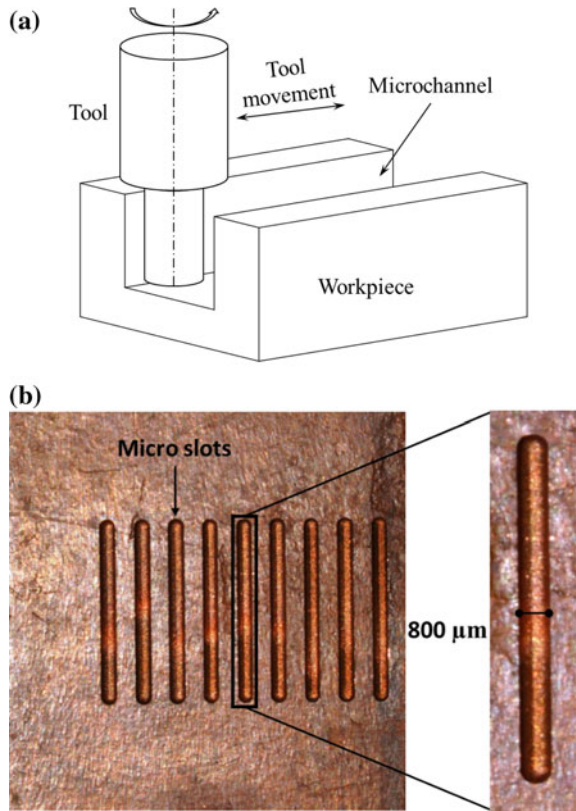 (a)
Tool
Tool
movement
Microchannel
Workpiece
(b)
Micro slots
800 µm